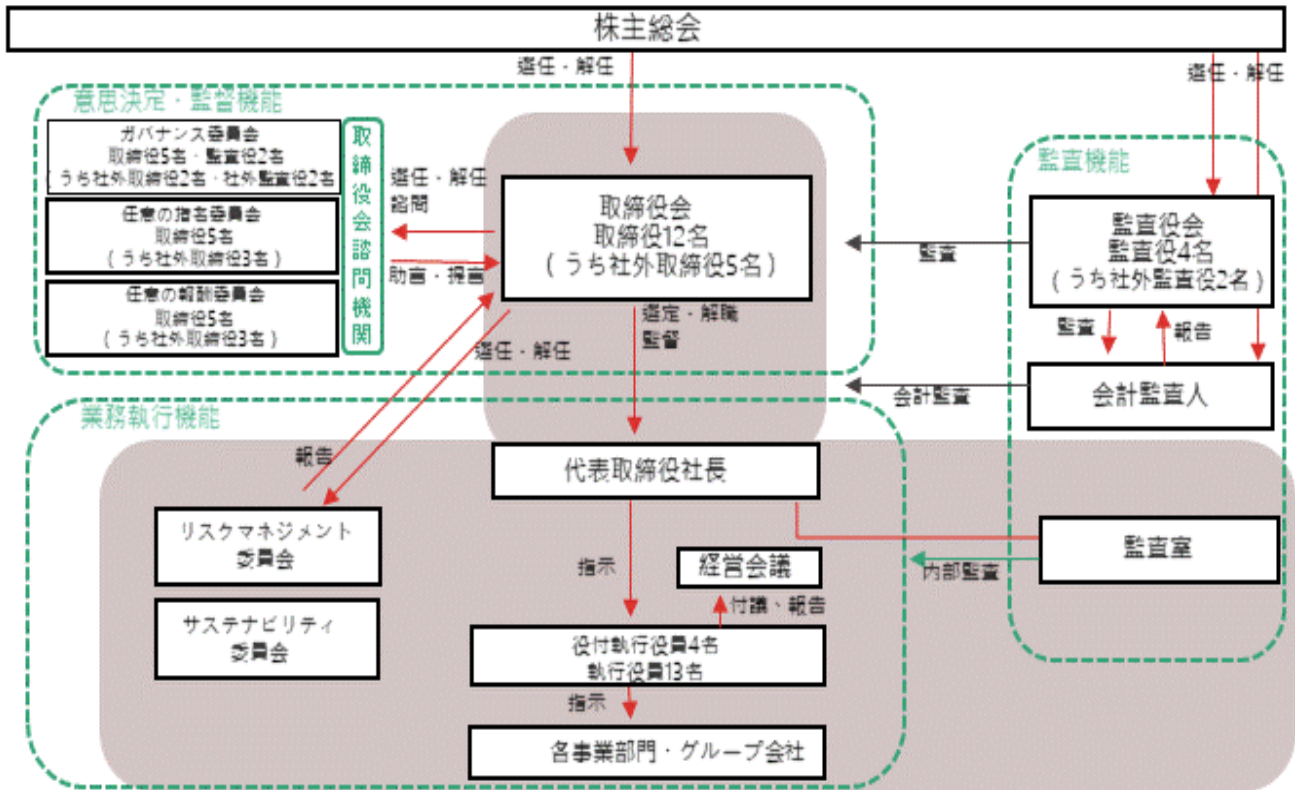 株主総会
選任・解任
選任・解任
意思決定・監督機能
ガバナンス委員会
取締役5名・監査役2名
(うち社外取締役2名・社外監査役2名
任意の指名委員会
取締役5名
(うち社外取締役3名)
任意の報酬委員会
取締役5名
(うち社外取締役3名)
取締役会諮問機関
選任・解任
諮問
助言・提言
取締役会
取締役12名
(うち社外取締役5名)
選定・解職
監督
選任・解任
報告
監査機能
監査役会
監査役4名
(うち社外監査役2名)
監査
監査
報告
会計監査人
会計監査
業務執行機能
代表取締役社長
リスクマネジメント
委員会
サステナビリティ
委員会
指示
経営会議
付議、報告
役付執行役員4名
執行役員13名
指示
各事業部門・グループ会社
監査室
内部監査